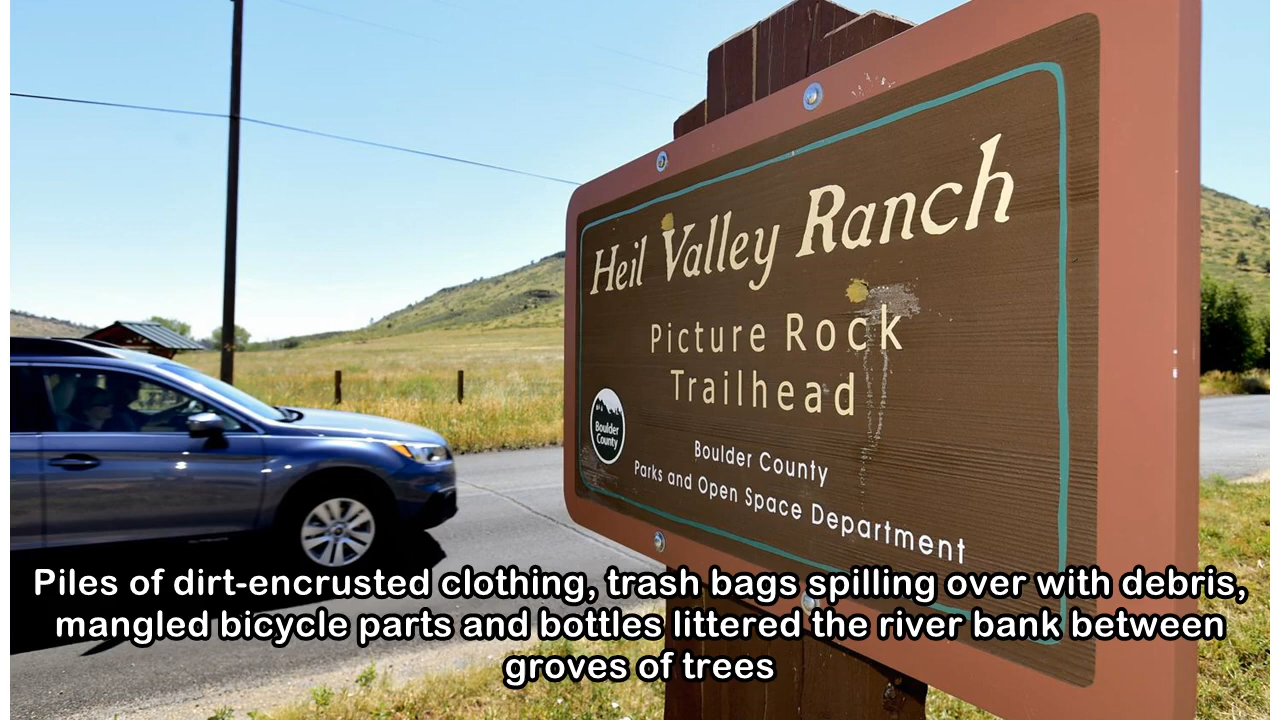 Heil Valley Ranch
Picture Rock
Trailhead
Boulder
County
Boulder County
Parks and Open Space Department
Piles of dirt-encrusted clothing, trash bags spilling over with debris,
mangled bicycle parts and bottles littered the river bank between
groves of trees